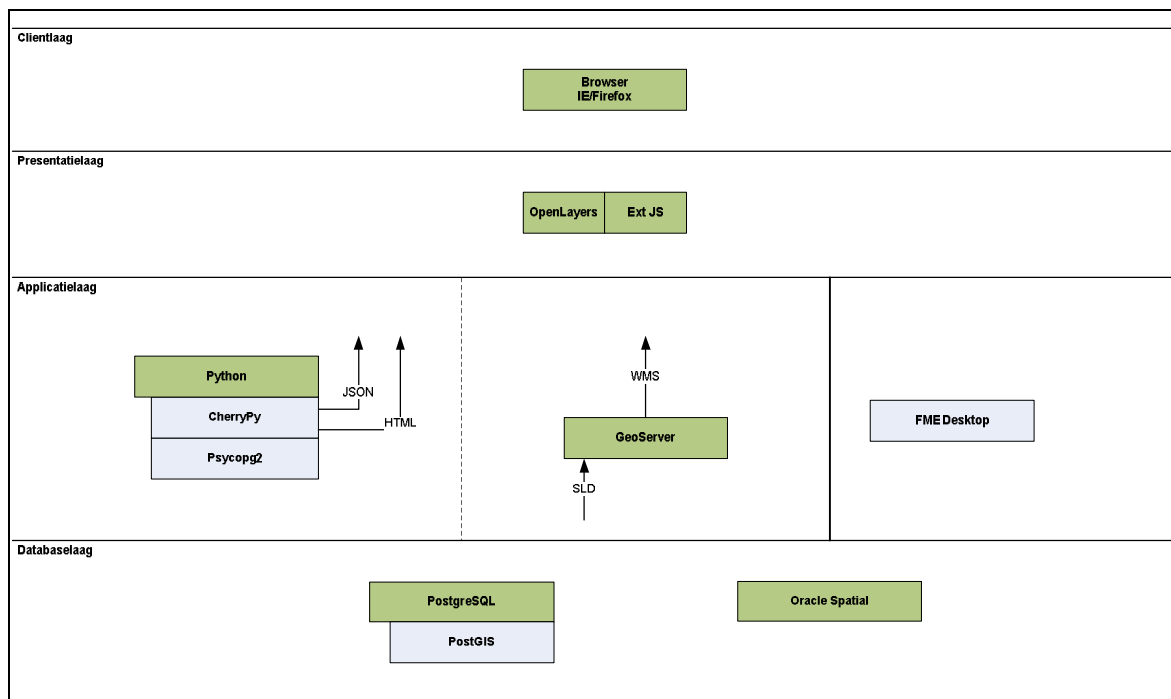 Clientlaag
Browser
IE/Firefox
Presentatielaag
OpenLayers
Ext JS
Applicatielaag
Python
CherryPy
Psycopg2
JSON
HTML
WMS
GeoServer
SLD
FME Desktop
Databaselaag
PostgreSQL
PostGIS
Oracle Spatial